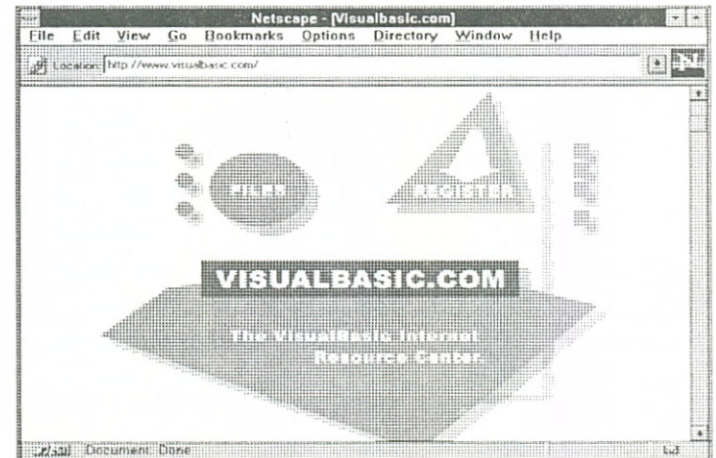 Netscape - [Visualbasic.com]
File Edit View Go Bookmarks Options Directory Window Help
Location: http://www.visualbasic.com/
FILES
REGISTER
VISUALBASIC.COM
The VisualBasic Internet
Resource Center.
Document: Done